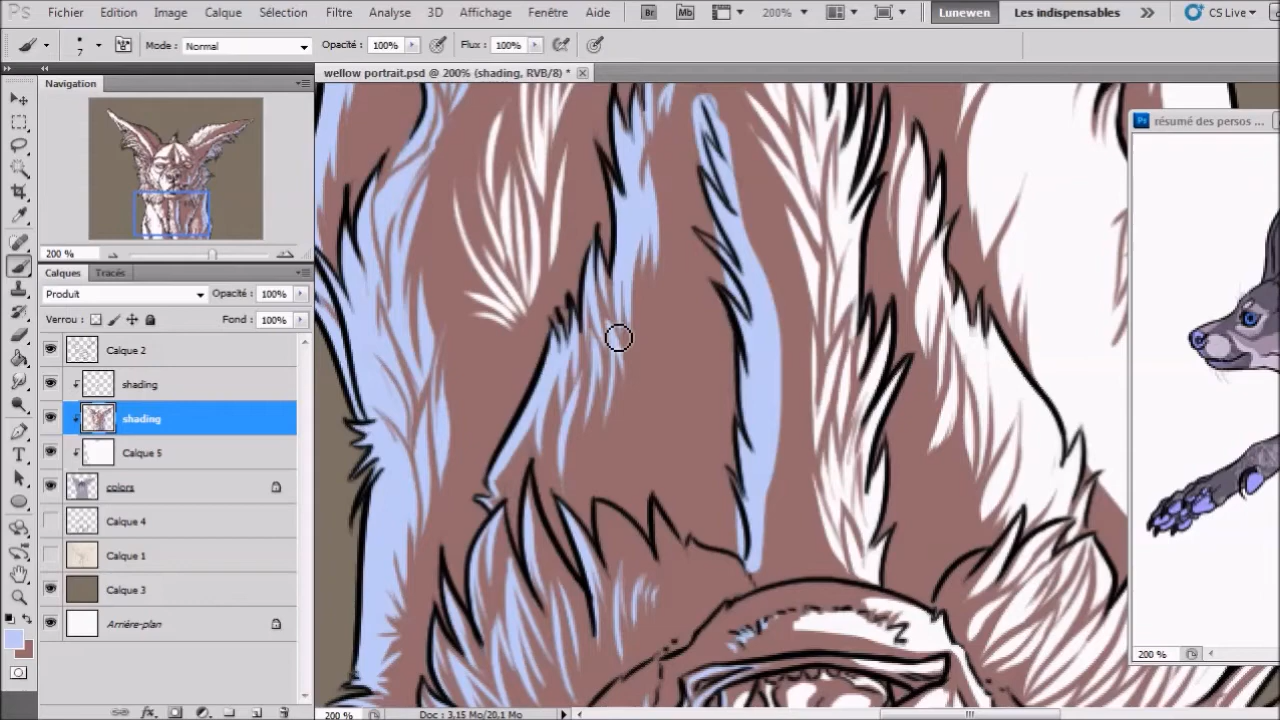 PS Fichier Edition Image Calque Sélection Filtre Analyse 3D Affichage Fenêtre Aide Br Mb 200% Lunewen Les indispensables CS Live
7 Mode: Normal Opacité: 100% Flux: 100%
Navigation
wellow portrait.psd @ 200% (shading, RVB/8) *
résumé des persos ...
200 %
Calques Tracés
Produit Opacité: 100%
Verrou: Fond: 100%
Calque 2
shading
shading
Calque 5
colors
Calque 4
Calque 1
Calque 3
Arrière-plan
200 %
200 % Doc : 3,15 Mo/20,1 Mo